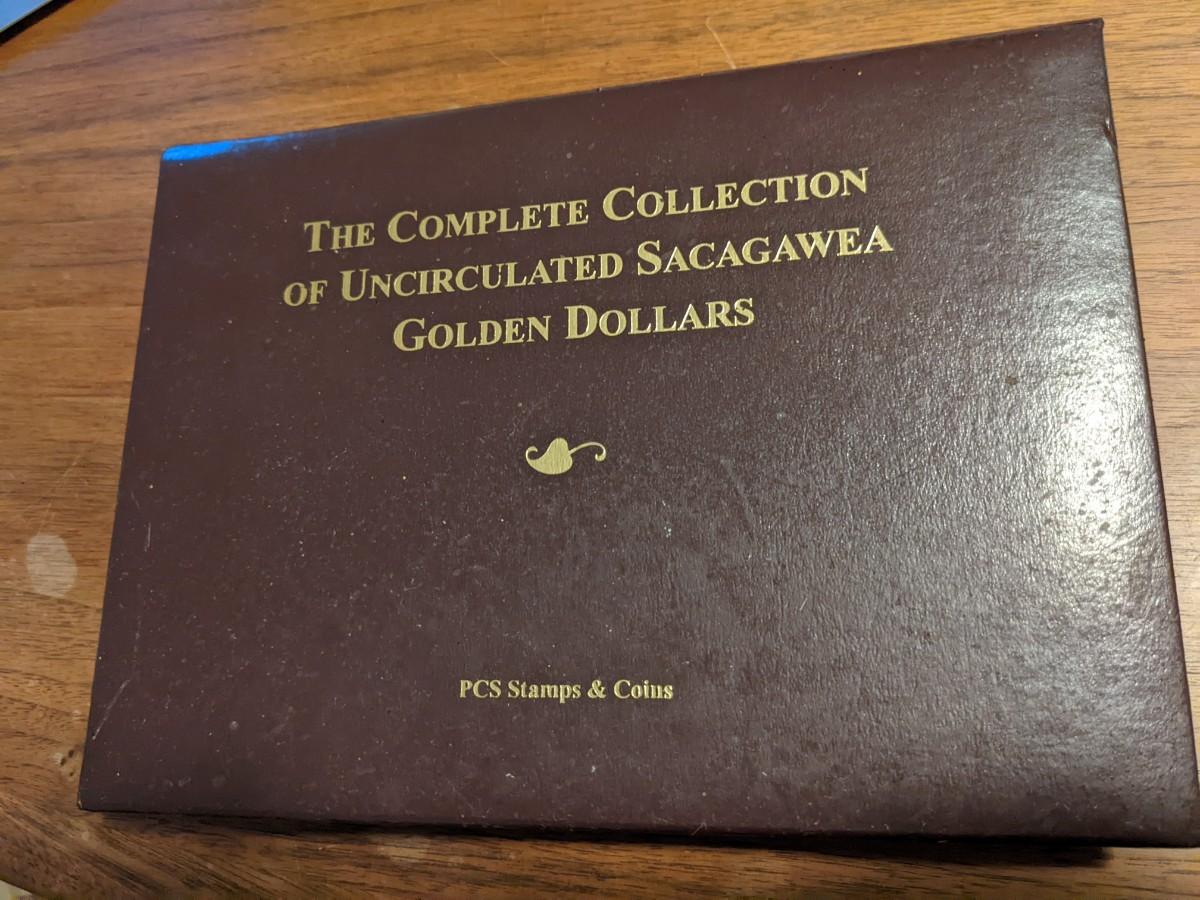 THE COMPLETE COLLECTION
OF UNCIRCULATED SACAGAWEA
GOLDEN DOLLARS
PCS Stamps & Coins